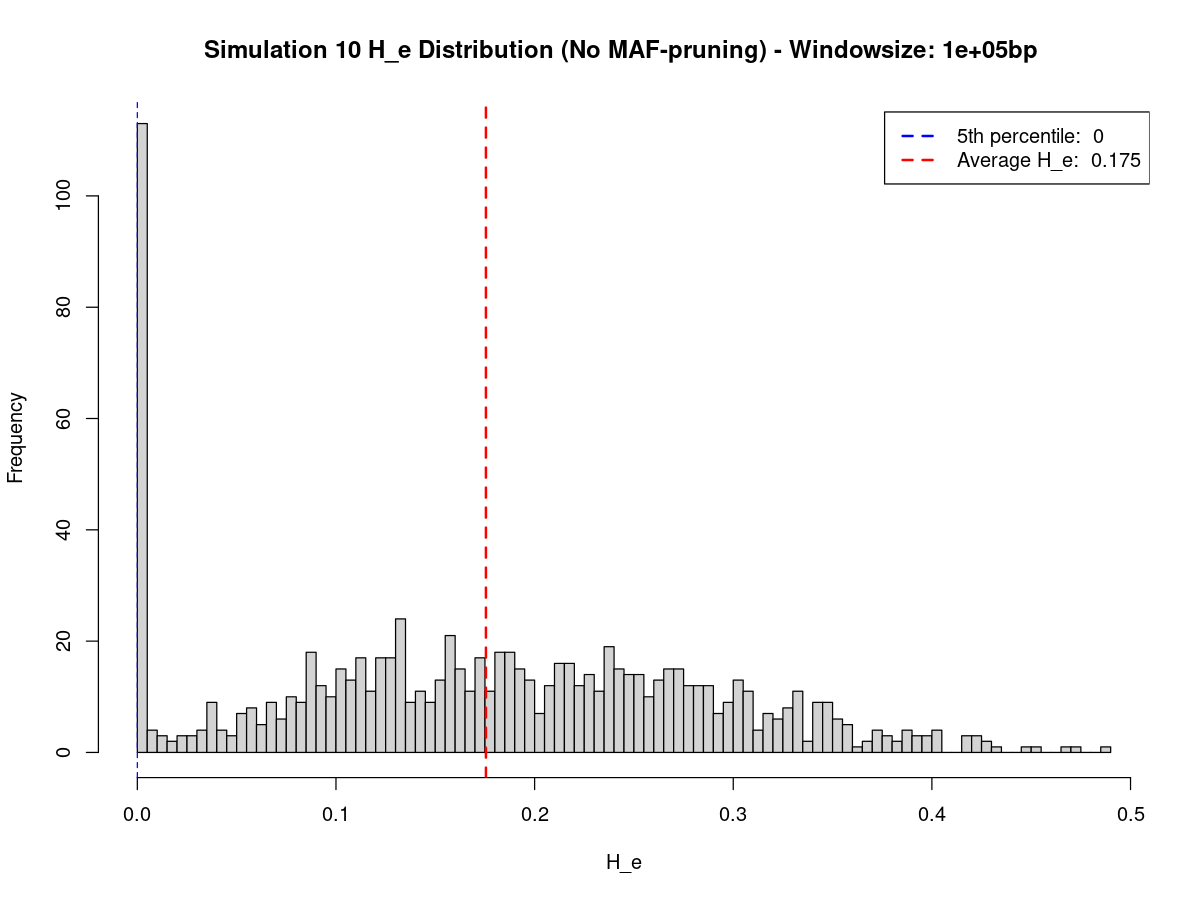 Simulation 10 H_e Distribution (No MAF-pruning) - Windowsize: 1e+05bp
5th percentile:  0
Average H_e:  0.175
Frequency
100
80
60
40
20
0
0.0 0.1 0.2 0.3 0.4 0.5
H_e